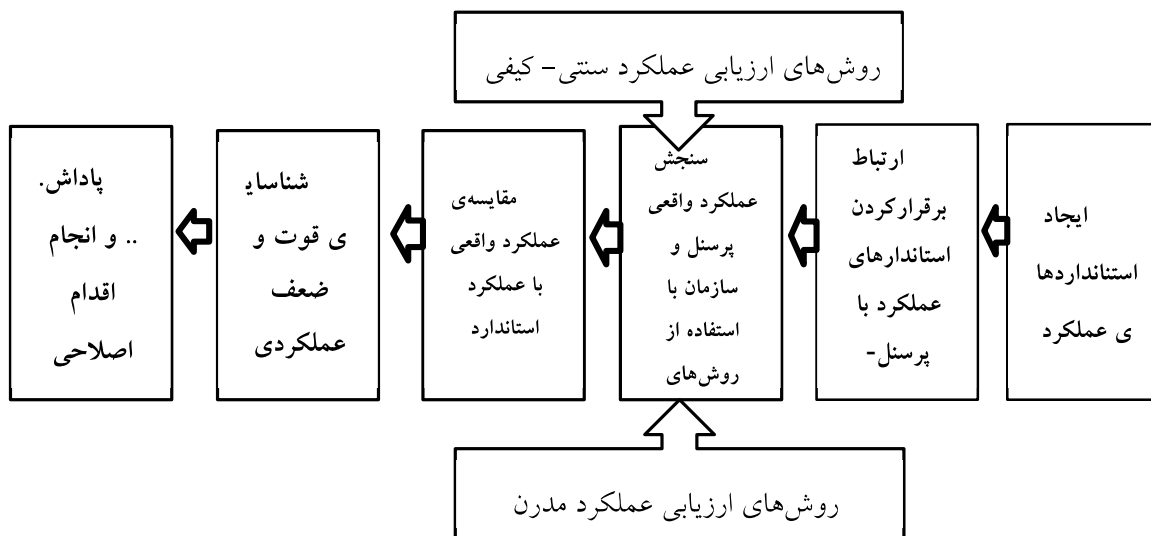 روش‌های ارزیابی عملکرد سنتی- کیفی
ایجاد
استنانداردها
ی عملکرد
ارتباط
برقرارکردن
استاندارهای
عملکرد با
پرسنل-
سنجش
عملکرد واقعی
پرسنل و
سازمان با
استفاده از
روش‌های
مقایسه‌ی
عملکرد واقعی
با عملکرد
استاندارد
شناسای
ی قوت و
ضعف
عملکردی
پاداش.
.. و انجام
اقدام
اصلاحی
روش‌های ارزیابی عملکرد مدرن